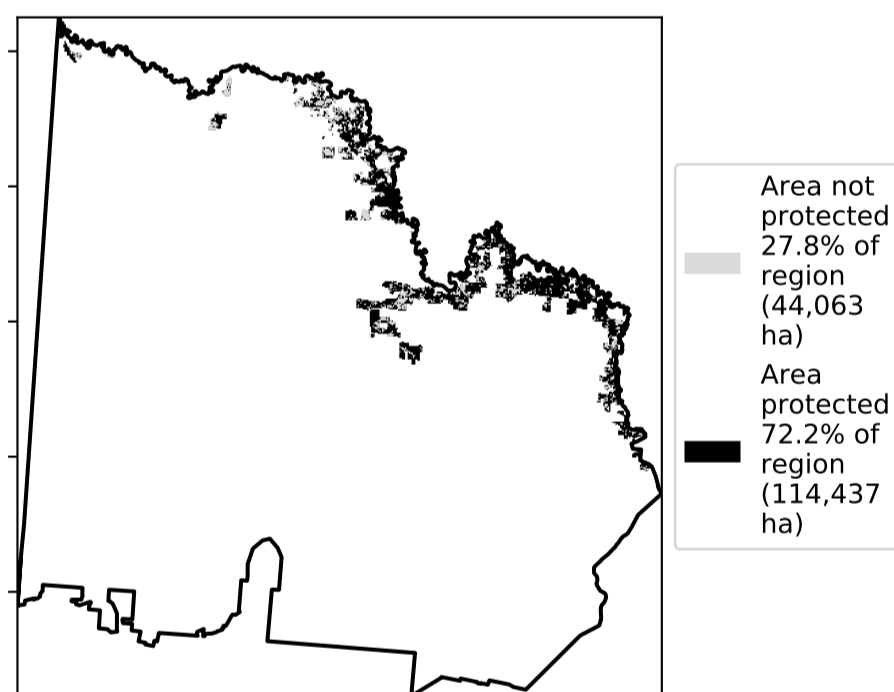 Area not
protected
27.8% of
region
(44,063
ha)
Area
protected
72.2% of
region
(114,437
ha)